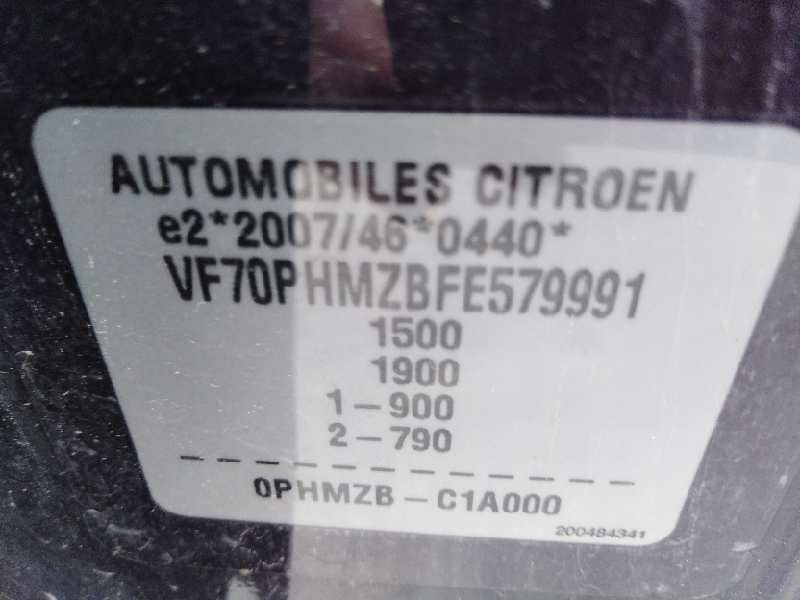 AUTOMOBILES CITROEN
e2*2007/46*0440*
VF70PHMZBFE579991
1500
1900
1-900
2-790
0PHMZB-C1A000
200484341